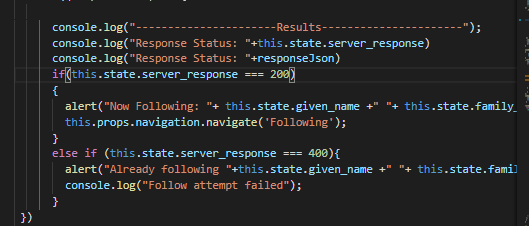 console.log("-----------------------Results-----------------------");
console.log("Response Status: "+this.state.server_response)
console.log("Response Status: "+responseJson)
if(this.state.server_response === 200)
{
alert("Now Following: "+ this.state.given_name +" "+ this.state.family_
this.props.navigation.navigate('Following');
}
else if (this.state.server_response === 400){
alert("Already following "+this.state.given_name +" "+ this.state.famil
console.log("Follow attempt failed");
}
})